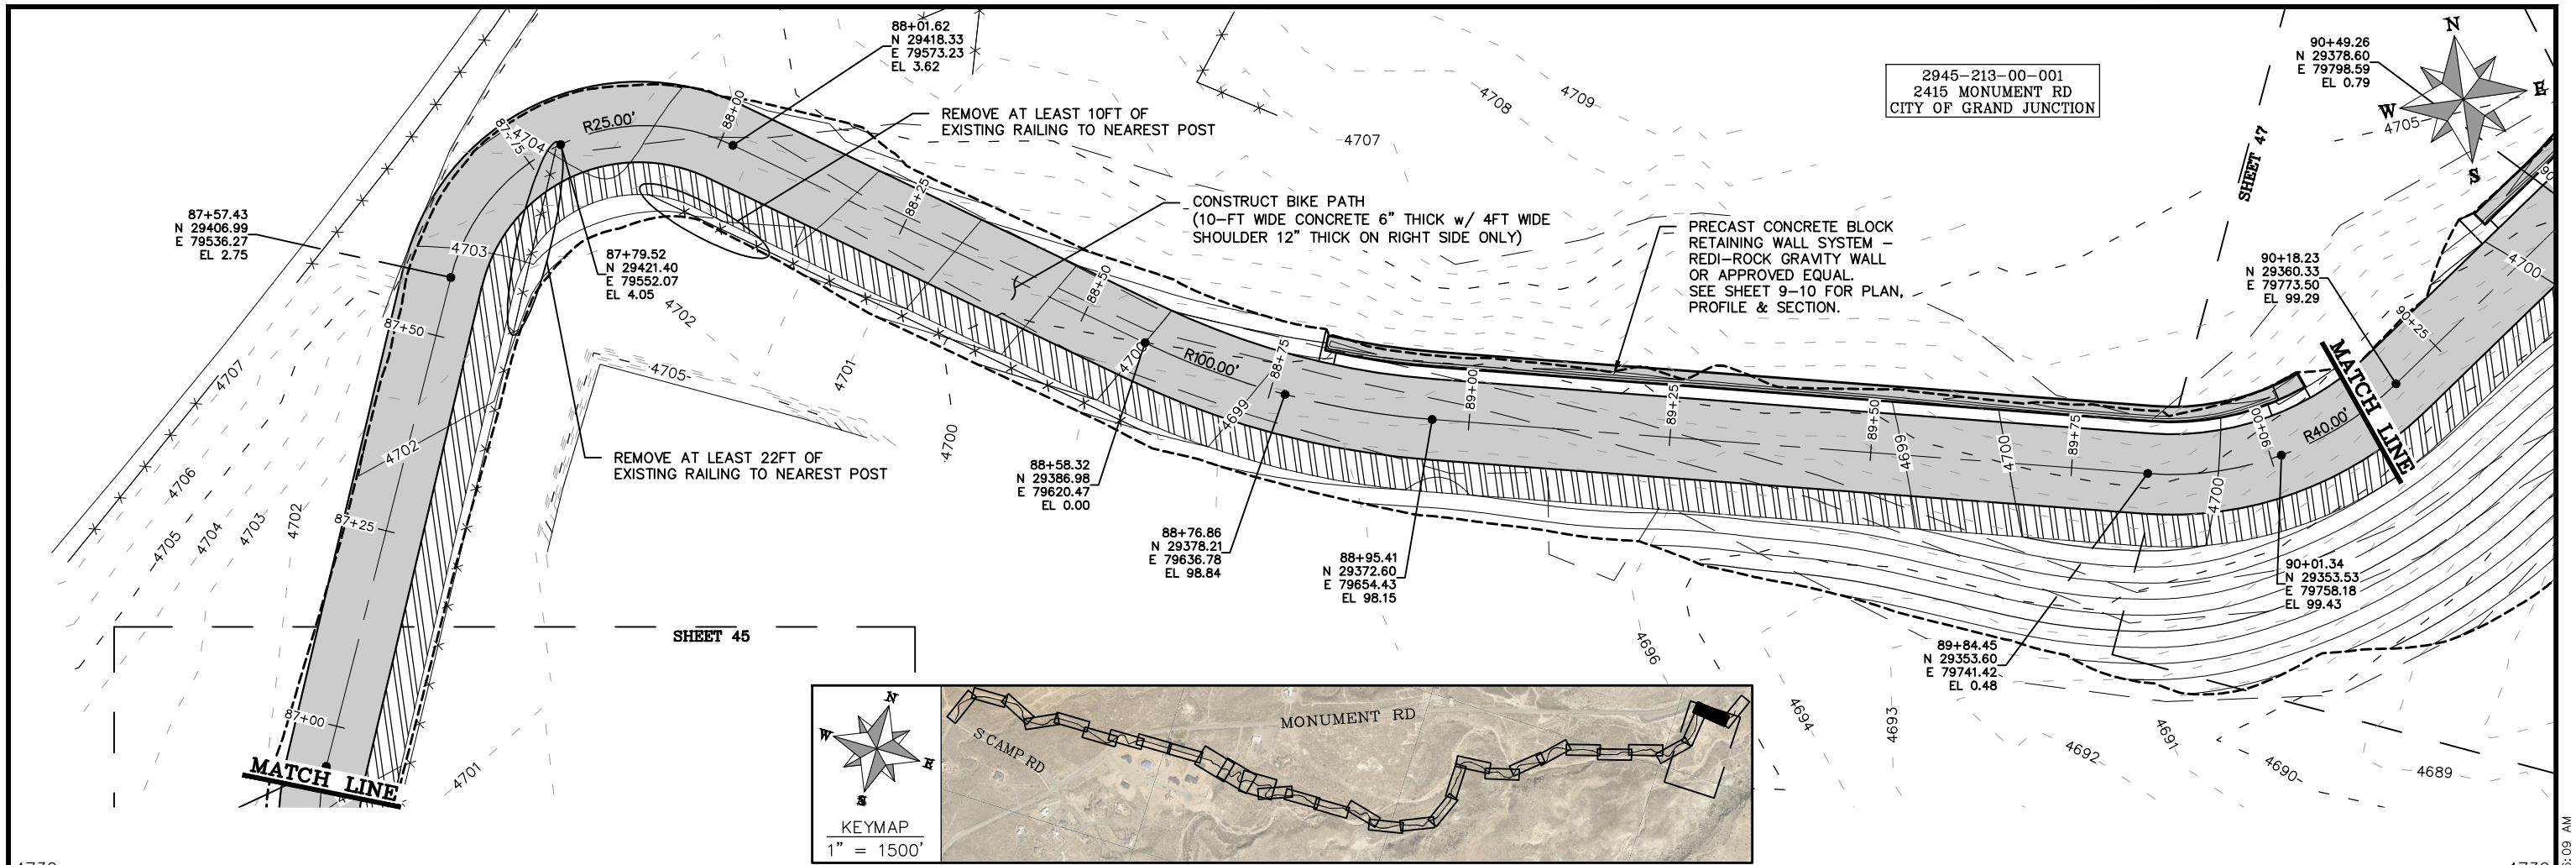 88+01.62
N 29418.33
E 79573.23
EL 3.62
REMOVE AT LEAST 10FT OF
EXISTING RAILING TO NEAREST POST
CONSTRUCT BIKE PATH
(10-FT WIDE CONCRETE 6" THICK w/ 4FT WIDE
SHOULDER 12" THICK ON RIGHT SIDE ONLY)
PRECAST CONCRETE BLOCK
RETAINING WALL SYSTEM –
REDI-ROCK GRAVITY WALL
OR APPROVED EQUAL.
SEE SHEET 9-10 FOR PLAN,
PROFILE & SECTION.
2945-213-00-001
2415 MONUMENT RD
CITY OF GRAND JUNCTION
90+49.26
N 29378.60
E 79798.59
EL 0.79
N
E
W
S
SHEET 47
4709
4708
4707
4705
4700
90+18.23
N 29360.33
E 79773.50
EL 99.29
87+57.43
N 29406.99
E 79536.27
EL 2.75
87+79.52
N 29421.40
E 79552.07
EL 4.05
R25.00'
87+75
4704
4703
88+00
88+25
88+50
4700
R100.00'
88+75
4699
89+00
89+25
89+50
4699
4700
89+75
4700
90+00
R40.00'
90+25
90
MATCH LINE
87+50
87+25
87+00
4702
4702
4705
4701
4700
4707
4706
4705
4704
4703
4702
REMOVE AT LEAST 22FT OF
EXISTING RAILING TO NEAREST POST
88+58.32
N 29386.98
E 79620.47
EL 0.00
88+76.86
N 29378.21
E 79636.78
EL 98.84
88+95.41
N 29372.60
E 79654.43
EL 98.15
90+01.34
N 29353.53
E 79758.18
EL 99.43
89+84.45
N 29353.60
E 79741.42
EL 0.48
SHEET 45
MATCH LINE
4701
4696
4694
4693
4692
4691
4690
4689
N
W
E
S
KEYMAP
1" = 1500'
S CAMP RD
MONUMENT RD